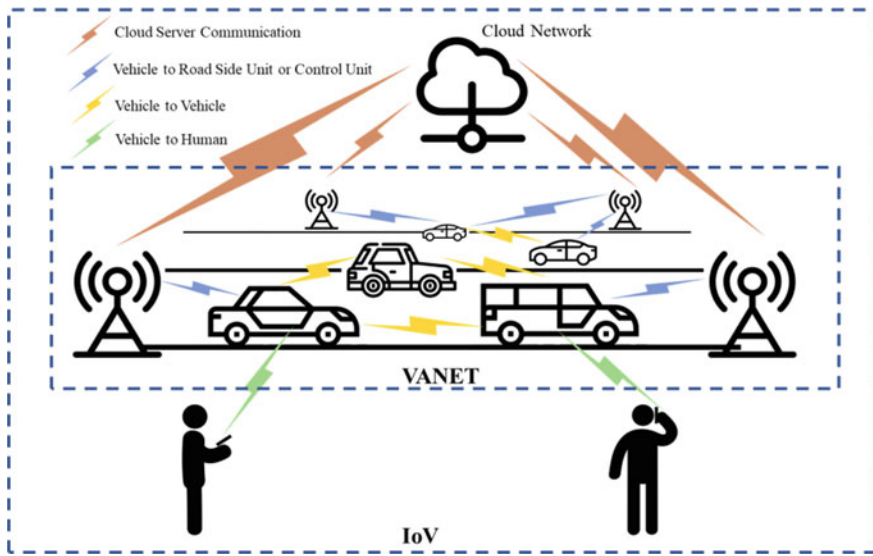 Cloud Server Communication
Cloud Network
Vehicle to Road Side Unit or Control Unit
Vehicle to Vehicle
Vehicle to Human
VANET
IoV